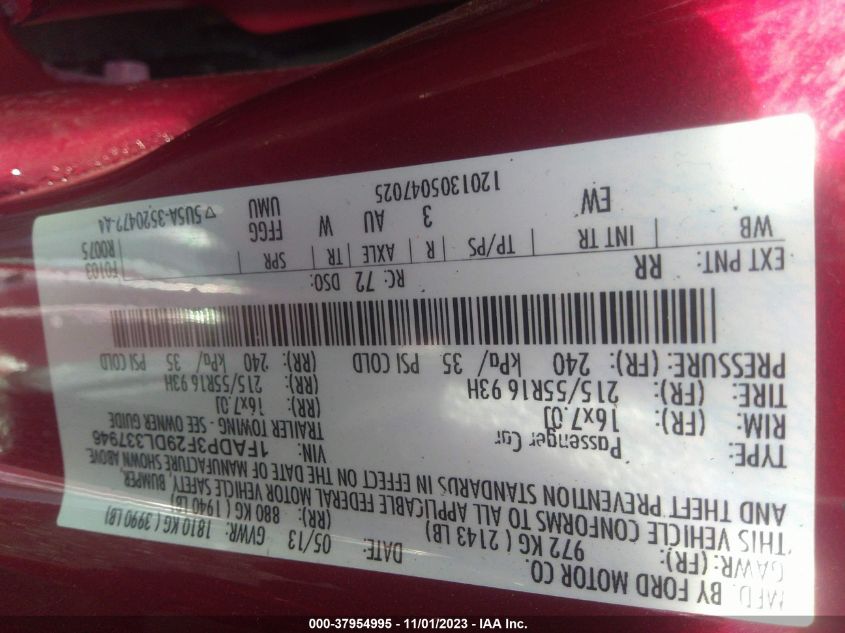 MFD. BY FORD MOTOR CO.
DATE: 05/13 GVWR: 1810 KG ( 3990 LB)
GAWR: (FR): (RR): 880 KG ( 1940 LB)
972 KG ( 2143 LB)
THIS VEHICLE CONFORMS TO ALL APPLICABLE FEDERAL MOTOR VEHICLE SAFETY, BUMPER,
AND THEFT PREVENTION STANDARDS IN EFFECT ON THE DATE OF MANUFACTURE SHOWN ABOVE.
VIN: 1FADP3F29DL337946
TYPE: Passenger Car TRAILER TOWING - SEE OWNER GUIDE
RIM: (FR): 16x7.0J (RR): 16x7.0J
TIRE: (FR): 215/55R16 93H (RR): 215/55R16 93H
PRESSURE: (FR): 240 kPa/ 35 PSI COLD (RR): 240 kPa/ 35 PSI COLD
RC: 72 DSO: F0103
EXT PNT: RR R0075
WB INT TR TP/PS R AXLE TR SPR
EW 3 AU W FFGG
UMU
1201305047025 ▽5USA-3520472-A4
000-37954995 - 11/01/2023 - IAA Inc.